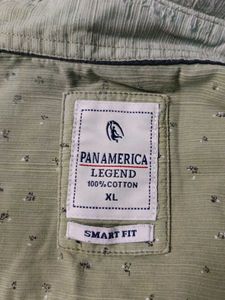 PANAMERICA
LEGEND
100% COTTON
XL
SMART FIT